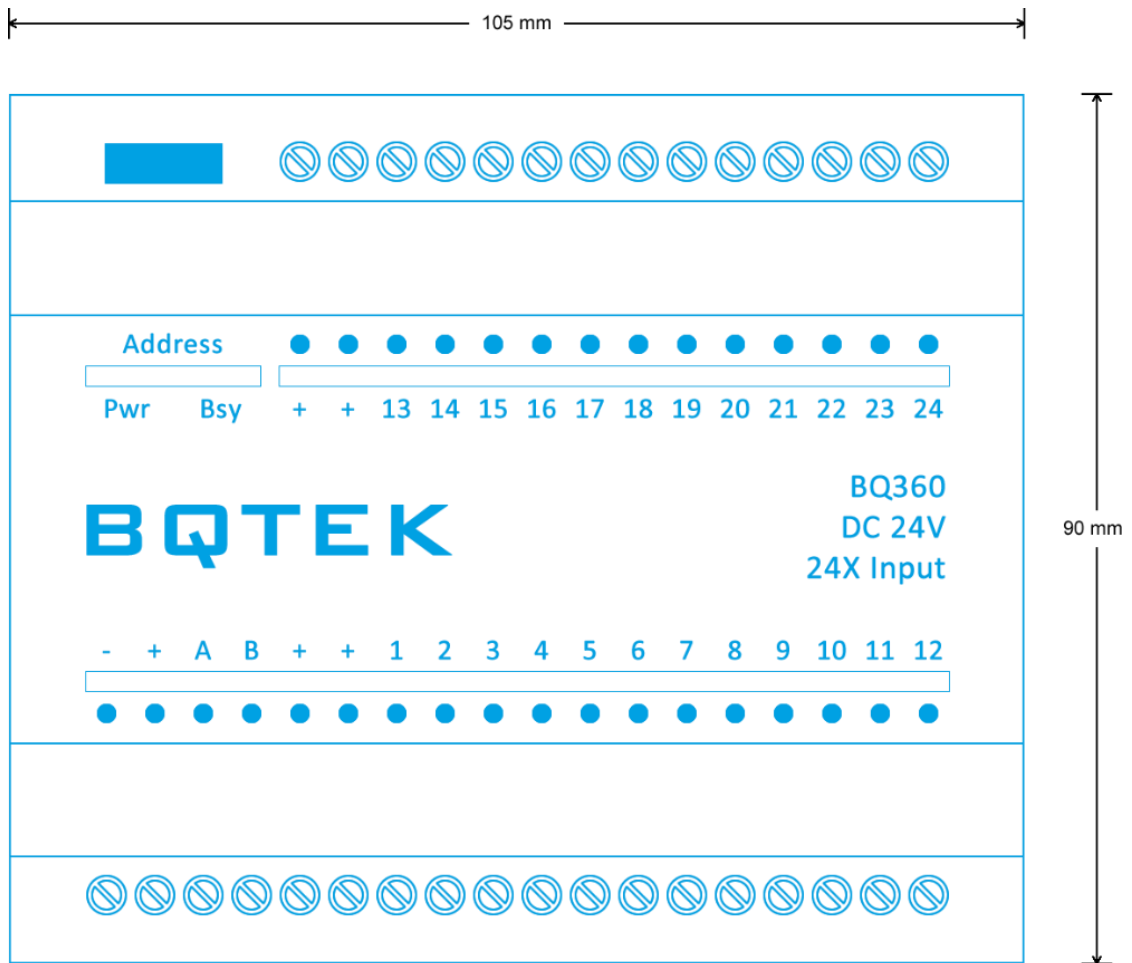 105 mm
Address
Pwr Bsy + + 13 14 15 16 17 18 19 20 21 22 23 24
BQ360
BQTEK
DC 24V
90 mm
24X Input
- + A B + + 1 2 3 4 5 6 7 8 9 10 11 12